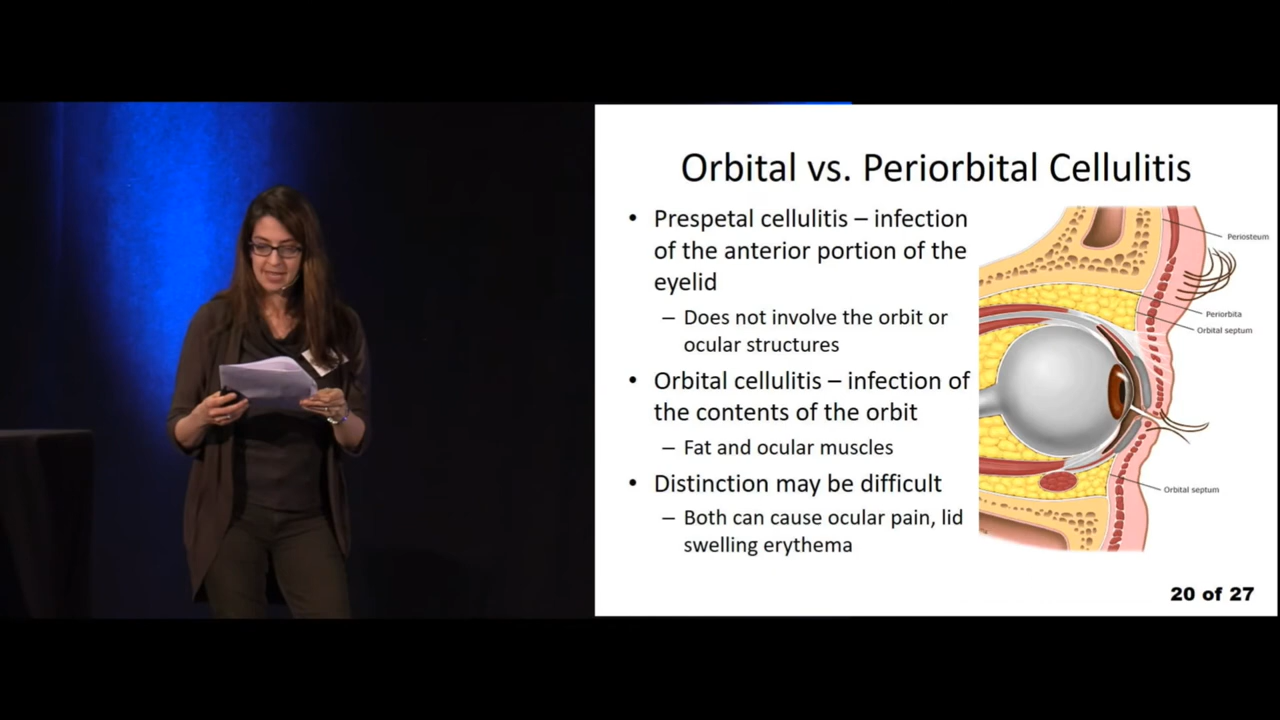 Orbital vs. Periorbital Cellulitis
• Prespetal cellulitis – infection
of the anterior portion of the
eyelid
– Does not involve the orbit or
ocular structures
• Orbital cellulitis – infection of
the contents of the orbit
– Fat and ocular muscles
• Distinction may be difficult
– Both can cause ocular pain, lid
swelling erythema
Periosteum
Periorbita
Orbital septum
Orbital septum
20 of 27